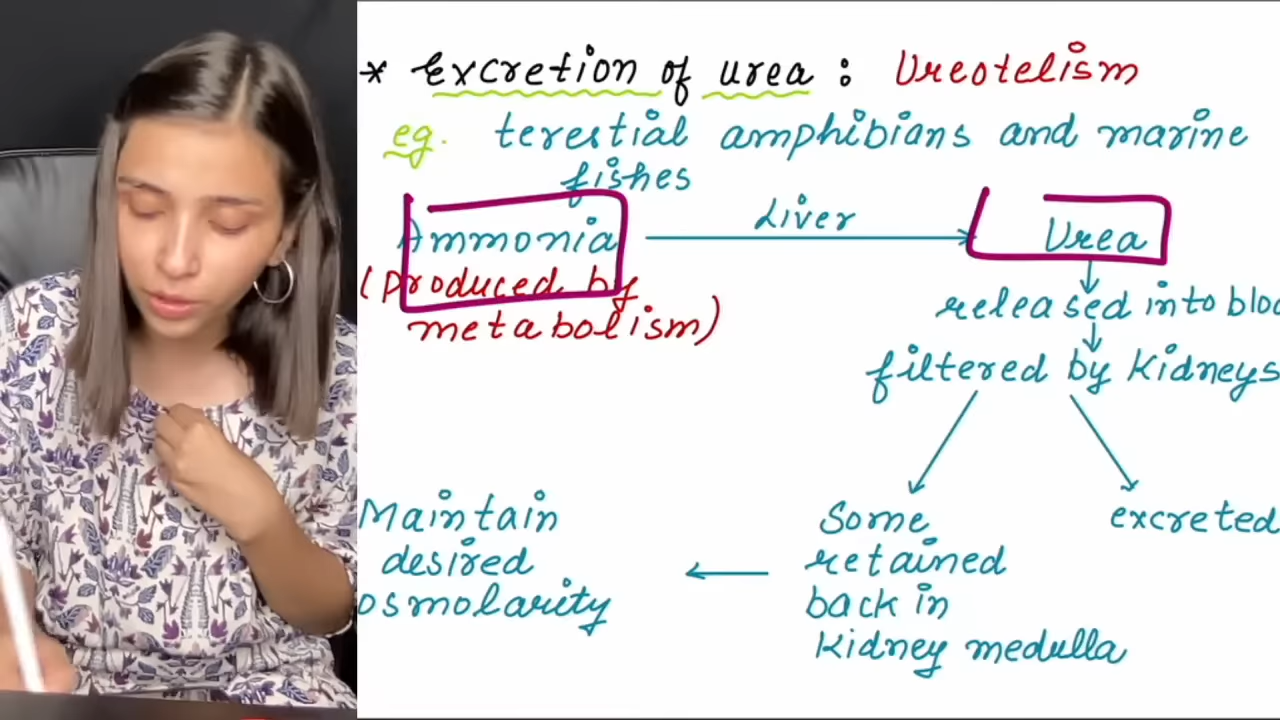 * Excretion of urea : Ureotelism
eg. terestial amphibians and marine
fishes
Ammonia
Liver
Urea
(produced by
metabolism)
released into bloo
filtered by Kidneys
Some
retained
back in
Kidney medulla
excreted
Maintain
desired
osmolarity